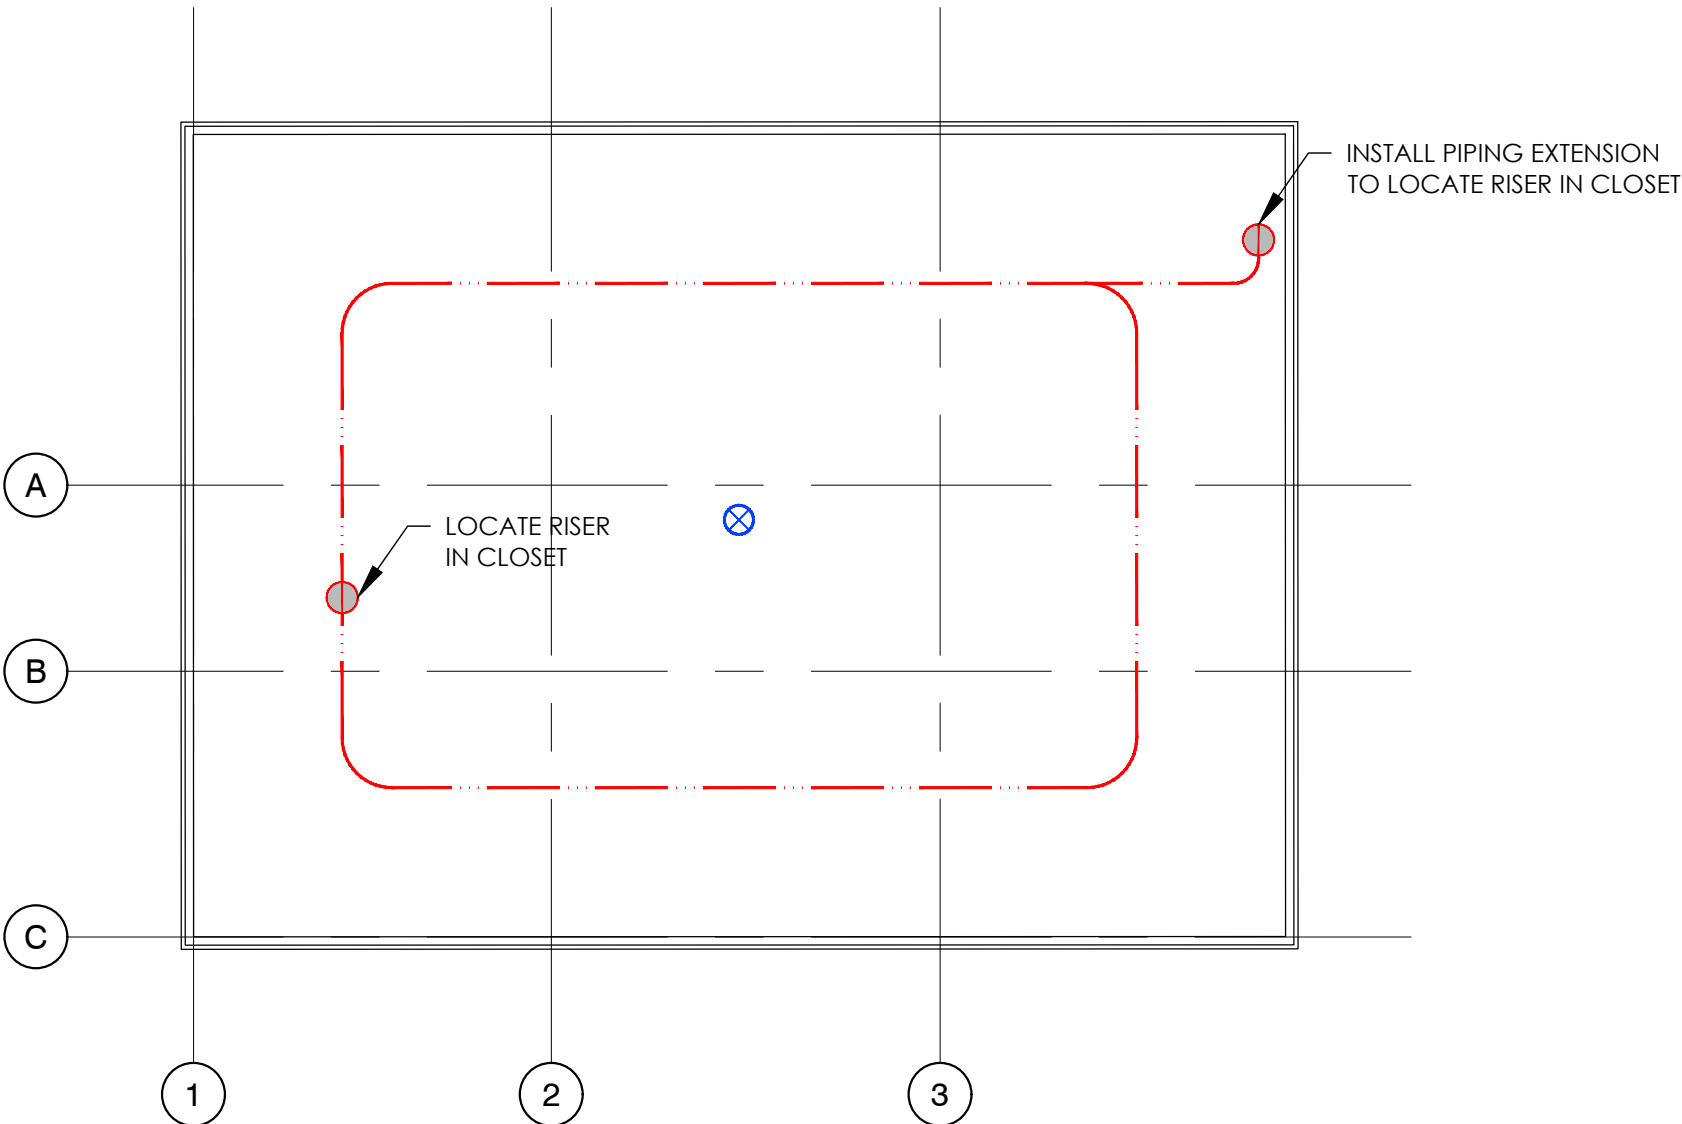 INSTALL PIPING EXTENSION
TO LOCATE RISER IN CLOSET
A
LOCATE RISER
IN CLOSET
B
C
1
2
3